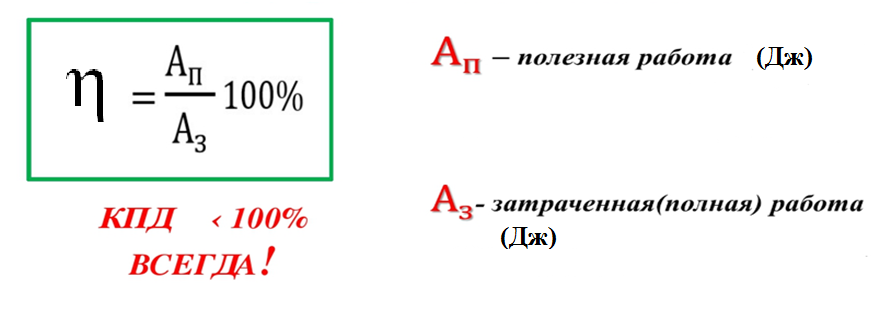 η = Aп/Aз 100%
КПД < 100%
ВСЕГДА!
Aп – полезная работа (Дж)
Aз - затраченная(полная) работа
(Дж)